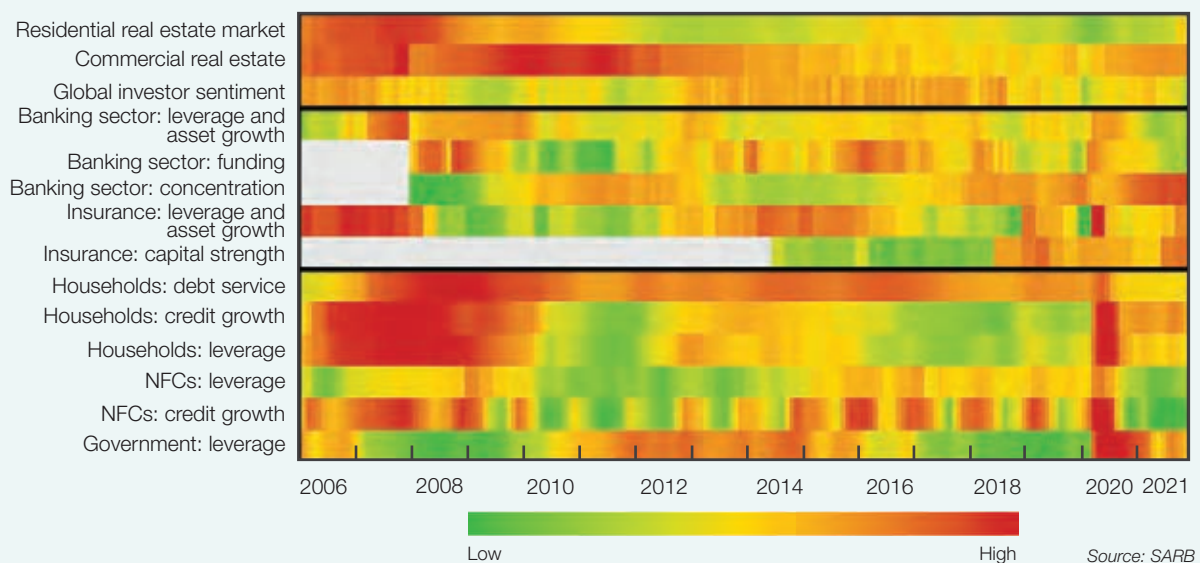 Residential real estate market
Commercial real estate
Global investor sentiment
Banking sector: leverage and
asset growth
Banking sector: funding
Banking sector: concentration
Insurance: leverage and
asset growth
Insurance: capital strength
Households: debt service
Households: credit growth
Households: leverage
NFCs: leverage
NFCs: credit growth
Government: leverage
2006 2008 2010 2012 2014 2016 2018 2020 2021
Low High
Source: SARB